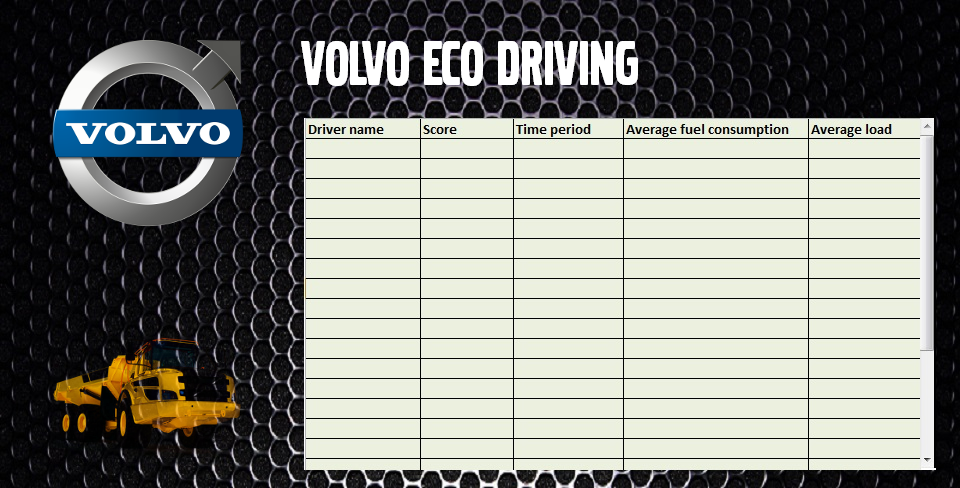 VOLVO ECO DRIVING
VOLVO
Driver name Score Time period Average fuel consumption Average load